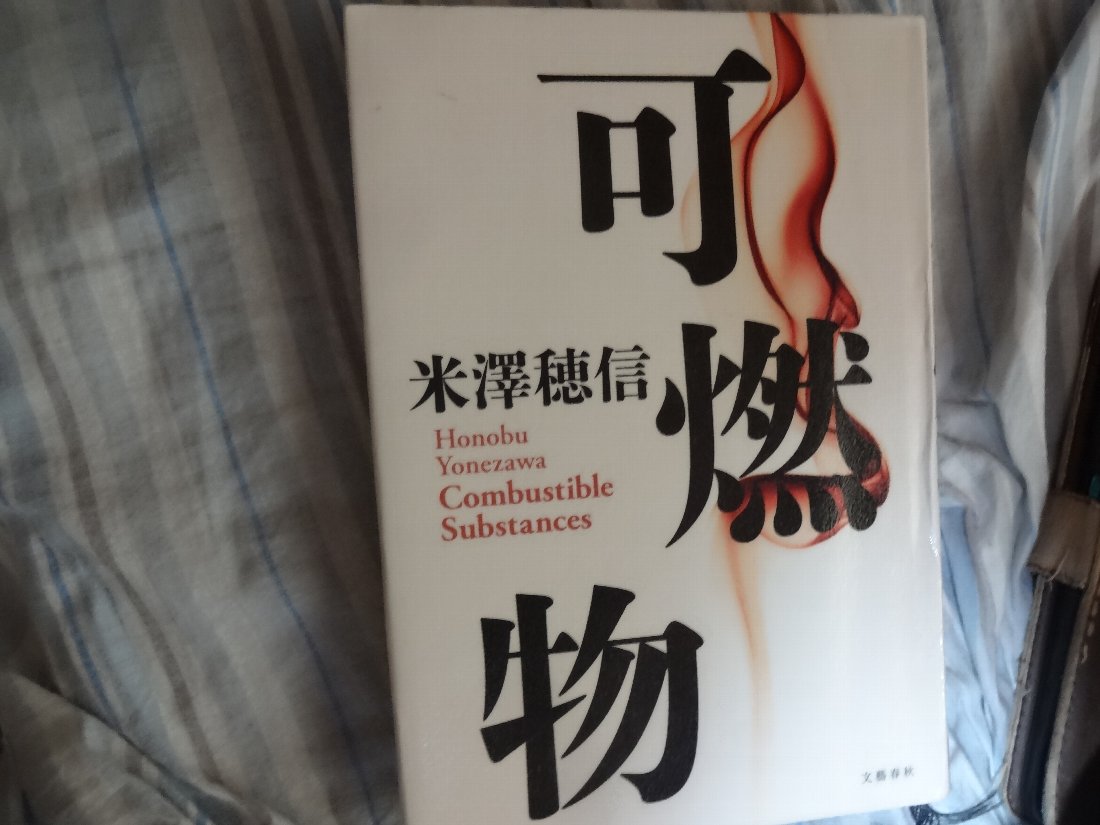 可燃物
米澤穂信
Honobu
Yonezawa
Combustible
Substances
文藝春秋